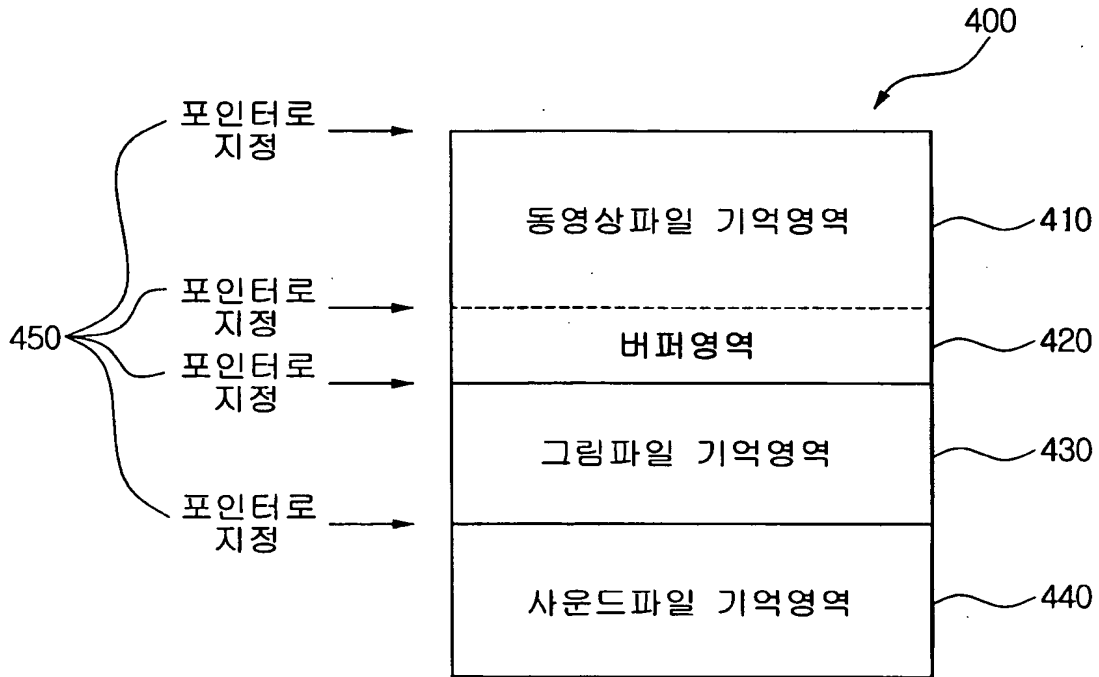 400
포인터로
지정
동영상파일 기억영역
410
포인터로
지정
450
버퍼영역
420
포인터로
지정
그림파일 기억영역
430
포인터로
지정
사운드파일 기억영역
440